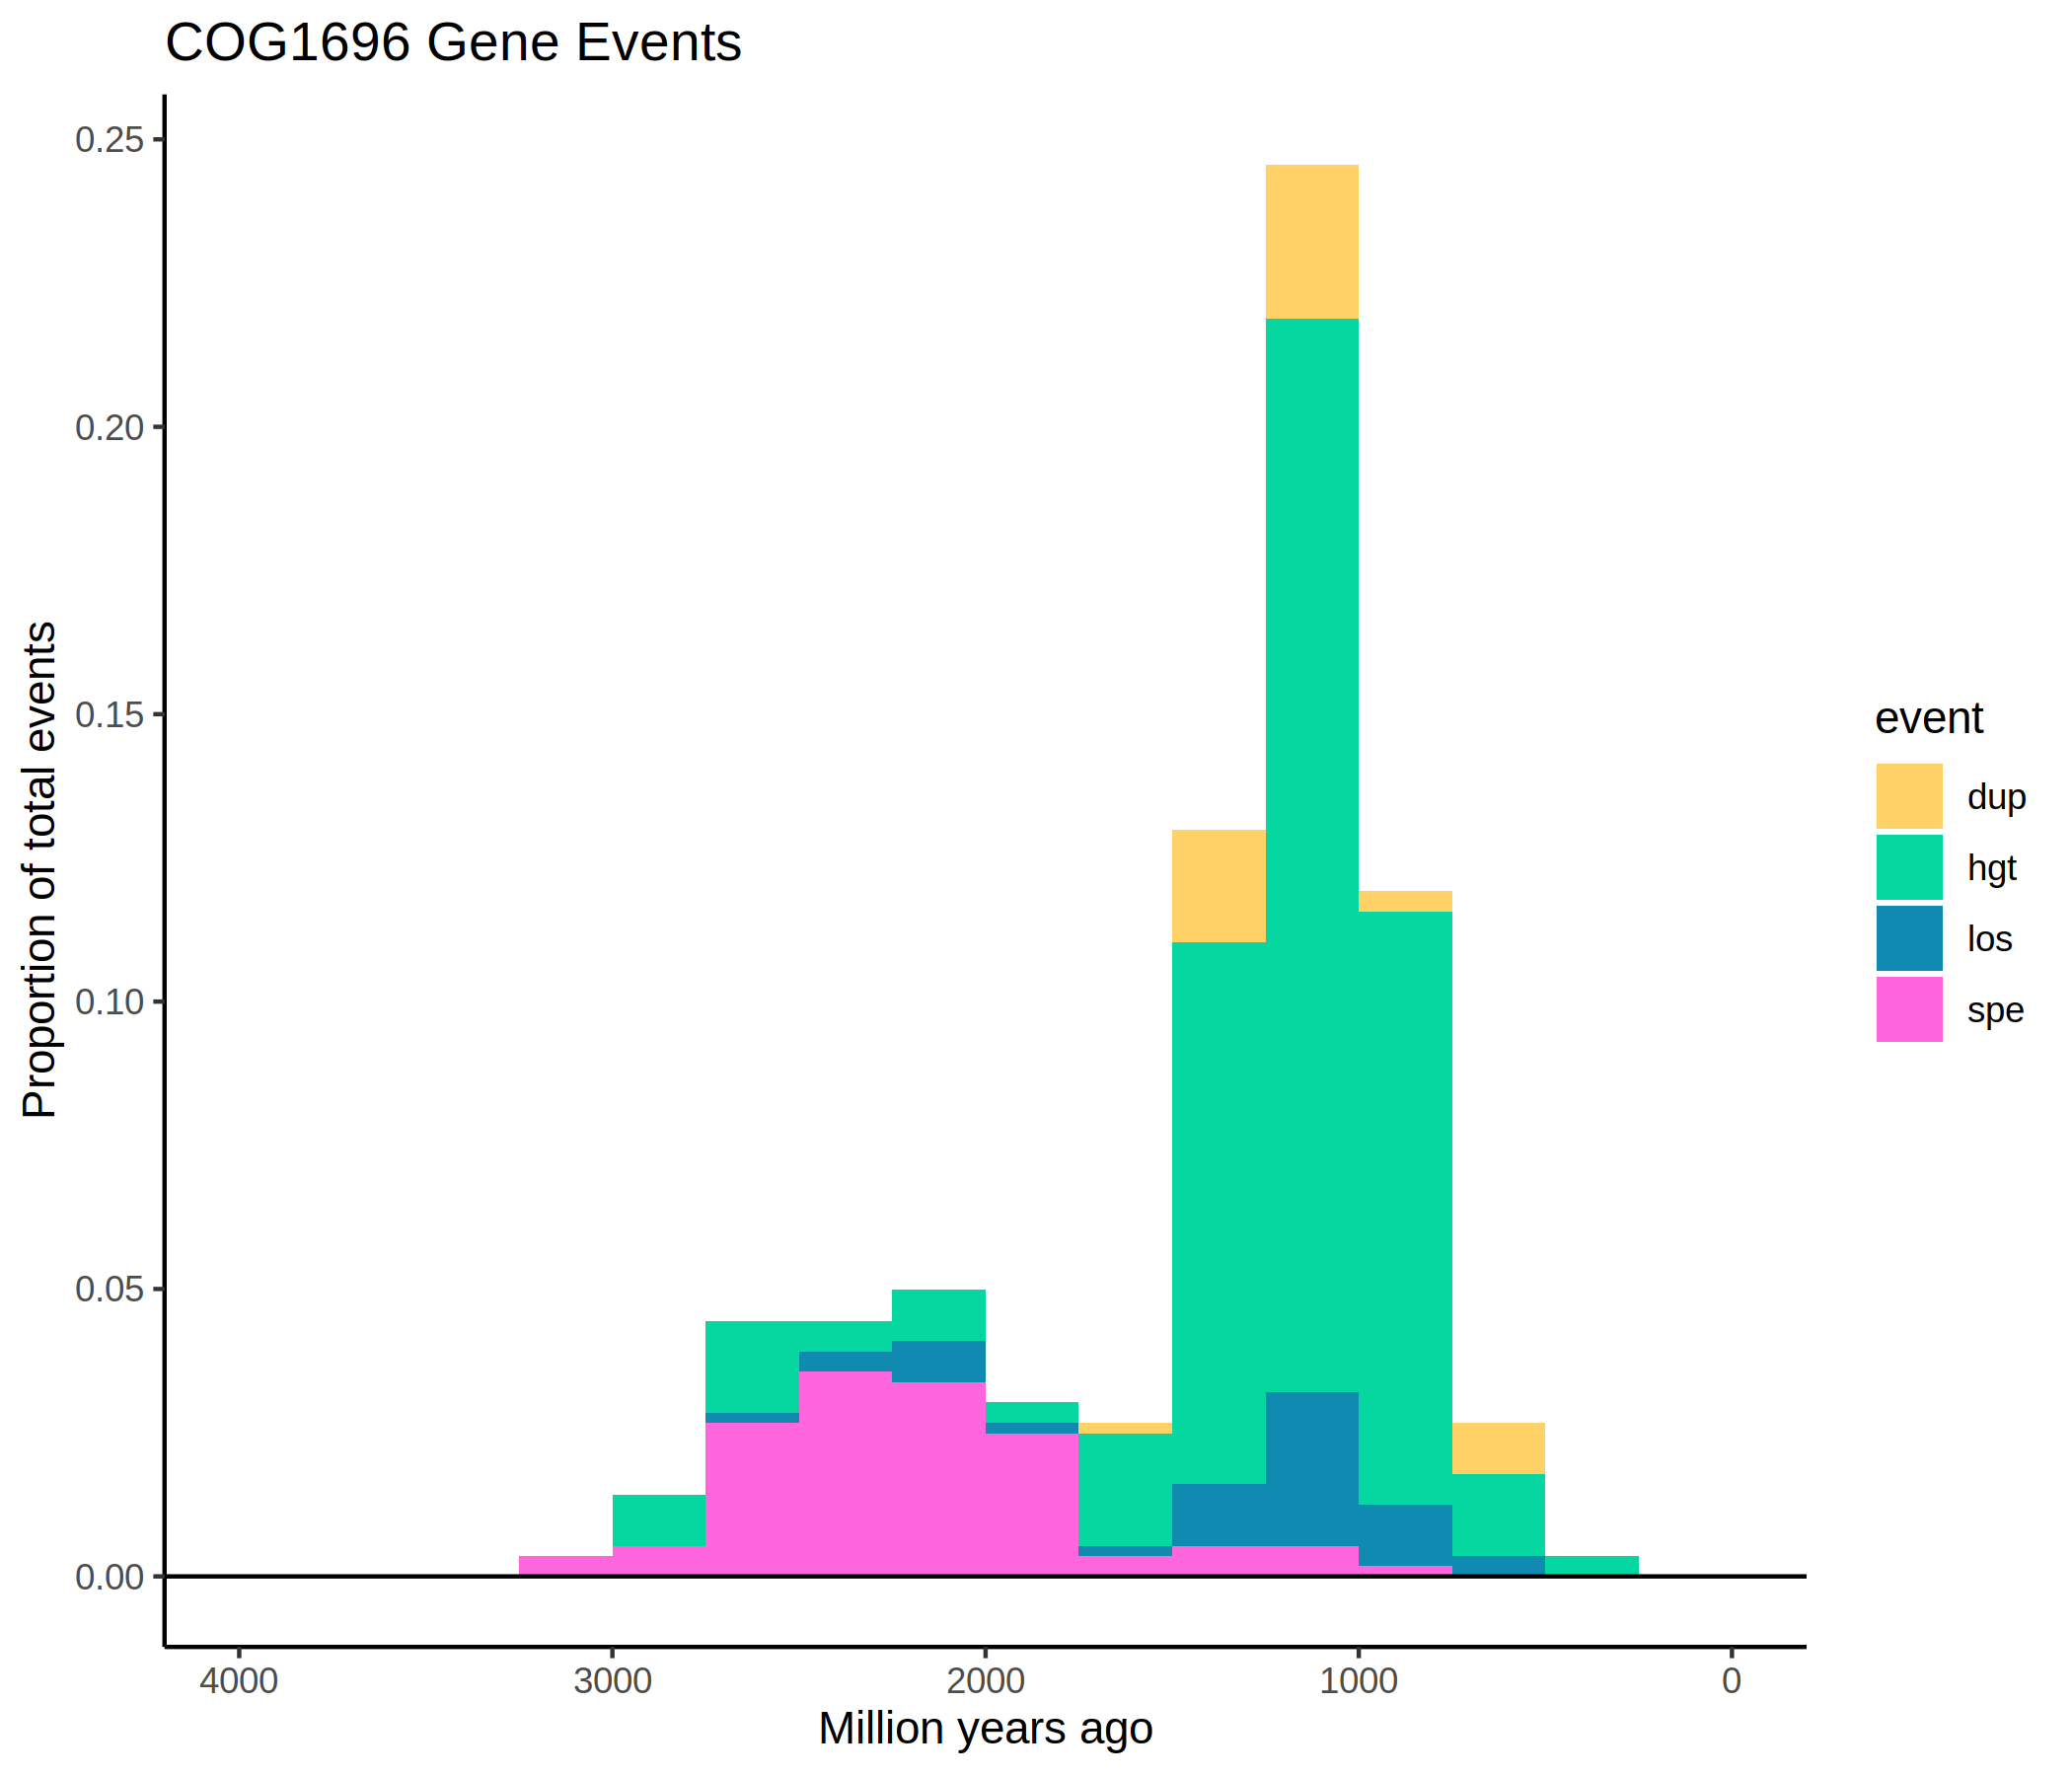 COG1696 Gene Events
0.25
0.20
0.15
0.10
0.05
0.00
Proportion of total events
4000 3000 2000 1000 0
Million years ago
event
dup
hgt
los
spe